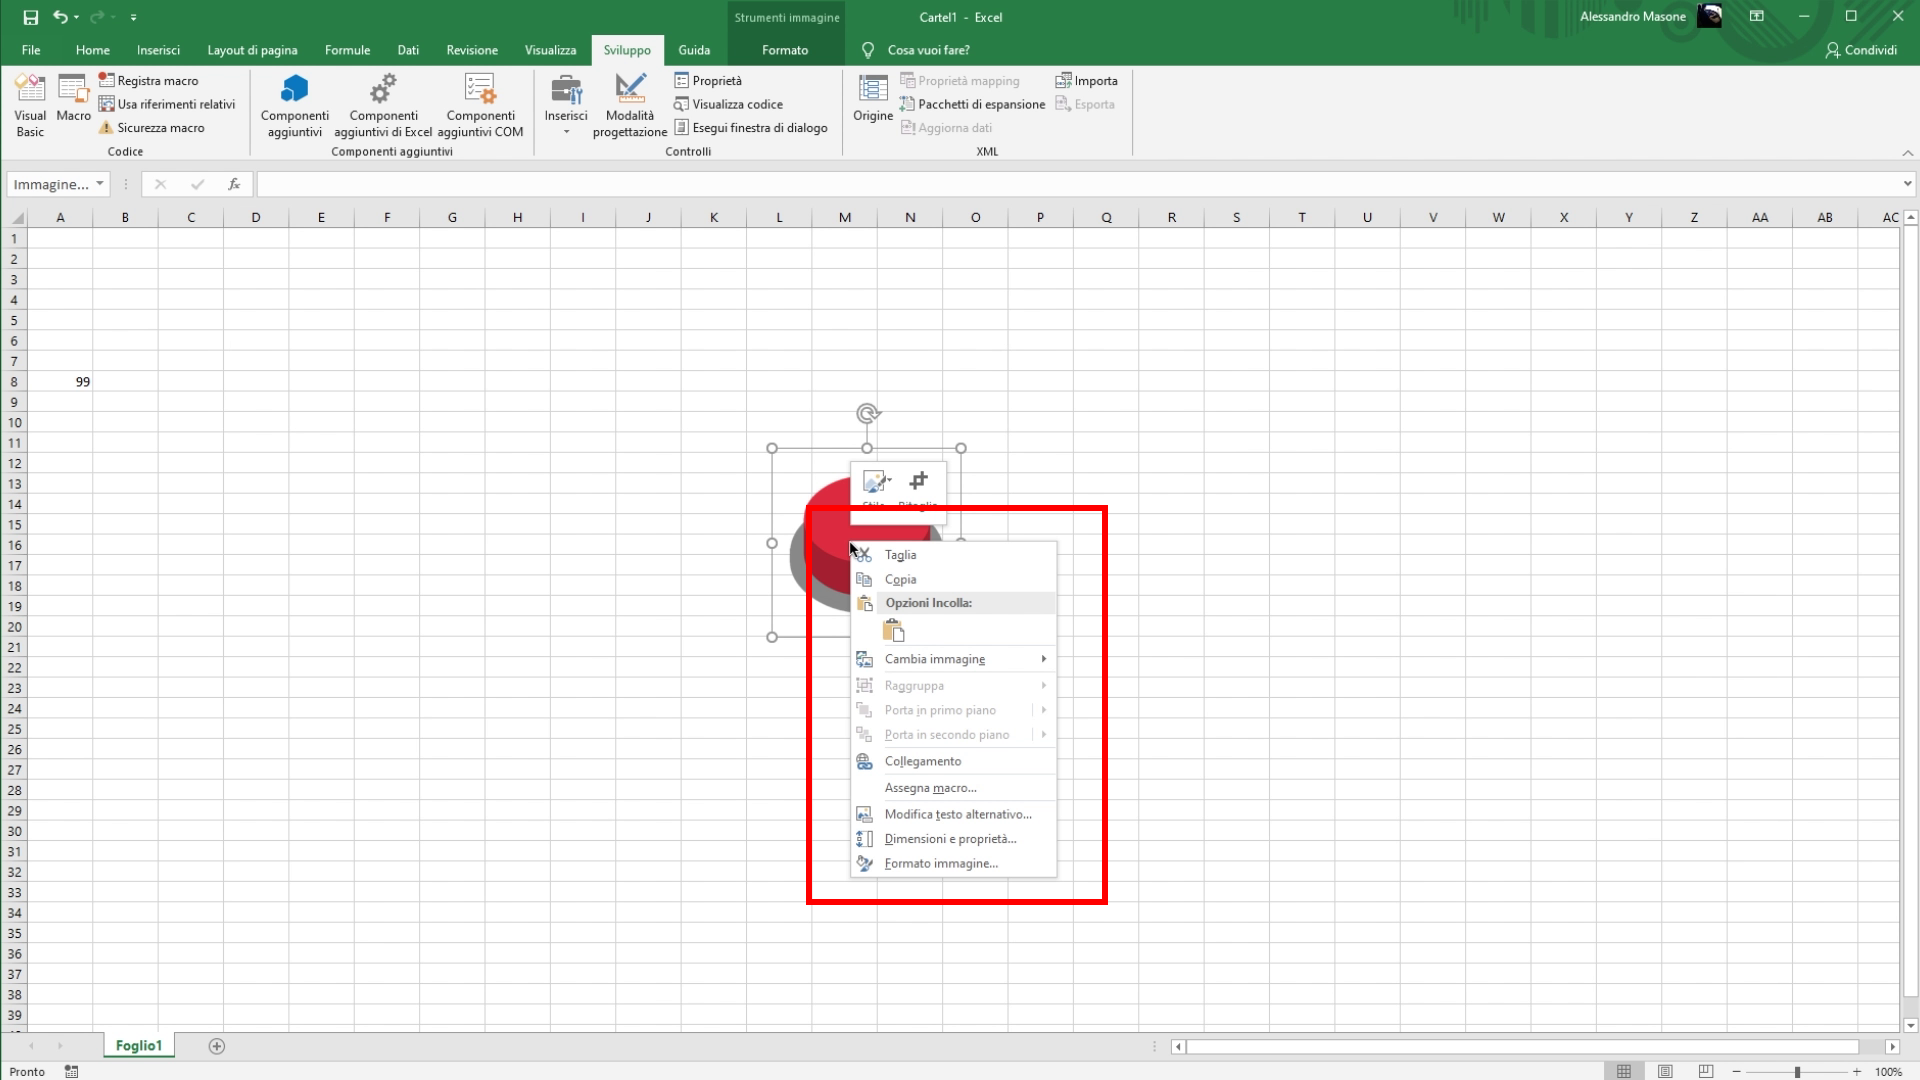 Strumenti immagine
Cartel1 - Excel
Alessandro Masone
File Home Inserisci Layout di pagina Formule Dati Revisione Visualizza Sviluppo Guida Formato Cosa vuoi fare? Condividi
Visual Basic
Macro
Registra macro
Usa riferimenti relativi
Sicurezza macro
Codice
Componenti aggiuntivi
Componenti aggiuntivi di Excel
Componenti aggiuntivi COM
Componenti aggiuntivi
Inserisci
Modalità progettazione
Proprietà
Visualizza codice
Esegui finestra di dialogo
Controlli
Origine
Proprietà mapping
Pacchetti di espansione
Aggiorna dati
Importa
Esporta
XML
Immagine...
fx
A B C D E F G H I J K L M N O P Q R S T U V W X Y Z AA AB AC
1
2
3
4
5
6
7
8 99
9
10
11
12
13
14
15
16
17
18
19
20
21
22
23
24
25
26
27
28
29
30
31
32
33
34
35
36
37
38
39
Taglia
Copia
Opzioni Incolla:
Cambia immagine
Raggruppa
Porta in primo piano
Porta in secondo piano
Collegamento
Assegna macro...
Modifica testo alternativo...
Dimensioni e proprietà...
Formato immagine...
Foglio1
Pronto
100%